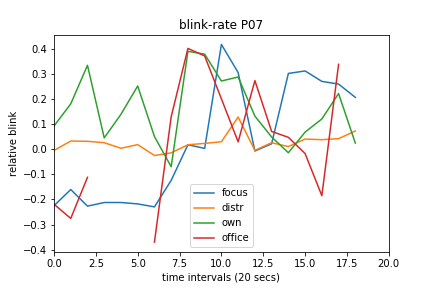 blink-rate P07
relative blink
0.4
0.3
0.2
0.1
0.0
−0.1
−0.2
−0.3
−0.4
focus
distr
own
office
0.0 2.5 5.0 7.5 10.0 12.5 15.0 17.5 20.0
time intervals (20 secs)